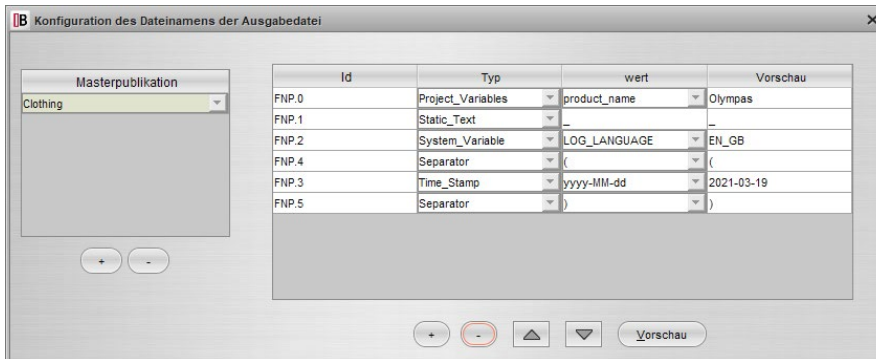 Konfiguration des Dateinamens der Ausgabedatei
Masterpublikation
Clothing
+ -
Id Typ wert Vorschau
FNP.0 Project_Variables product_name Olympas
FNP.1 Static_Text _ _
FNP.2 System_Variable LOG_LANGUAGE EN_GB
FNP.4 Separator ( (
FNP.3 Time_Stamp yyyy-MM-dd 2021-03-19
FNP.5 Separator ) )
+ - Vorschau